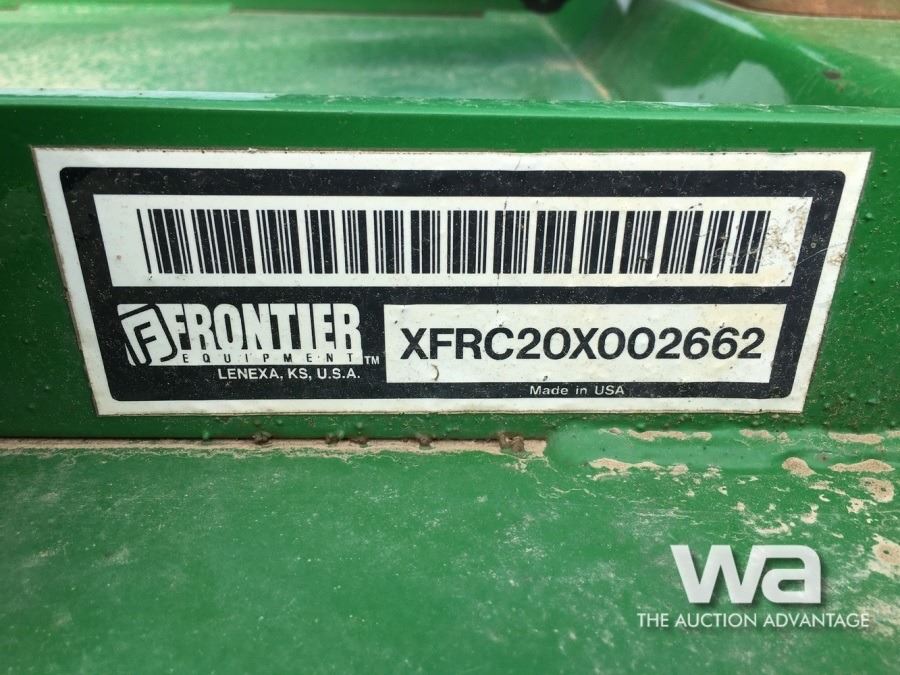 FRONTIER
EQUIPMENT™
LENEXA, KS, U.S.A.
XFRC20X002662
Made in USA
wa
THE AUCTION ADVANTAGE